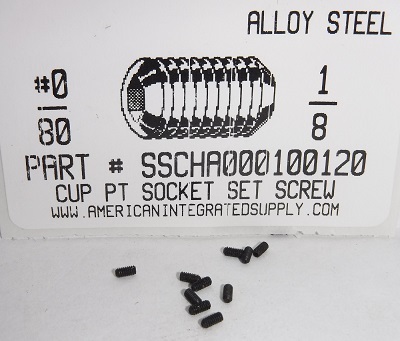 ALLOY STEEL
#0 1
80 8
PART # SSCHA000100120
CUP PT SOCKET SET SCREW
WWW.AMERICANINTEGRATEDSUPPLY.COM